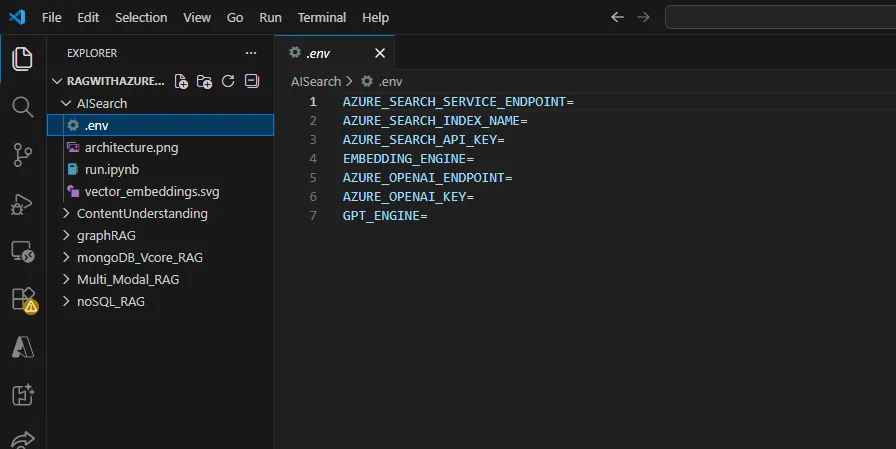 File Edit Selection View Go Run Terminal Help
EXPLORER
RAGWITHAZURE...
AISearch
.env
architecture.png
run.ipynb
vector_embeddings.svg
ContentUnderstanding
graphRAG
mongoDB_Vcore_RAG
Multi_Modal_RAG
noSQL_RAG
.env
AISearch > .env
1 AZURE_SEARCH_SERVICE_ENDPOINT=
2 AZURE_SEARCH_INDEX_NAME=
3 AZURE_SEARCH_API_KEY=
4 EMBEDDING_ENGINE=
5 AZURE_OPENAI_ENDPOINT=
6 AZURE_OPENAI_KEY=
7 GPT_ENGINE=